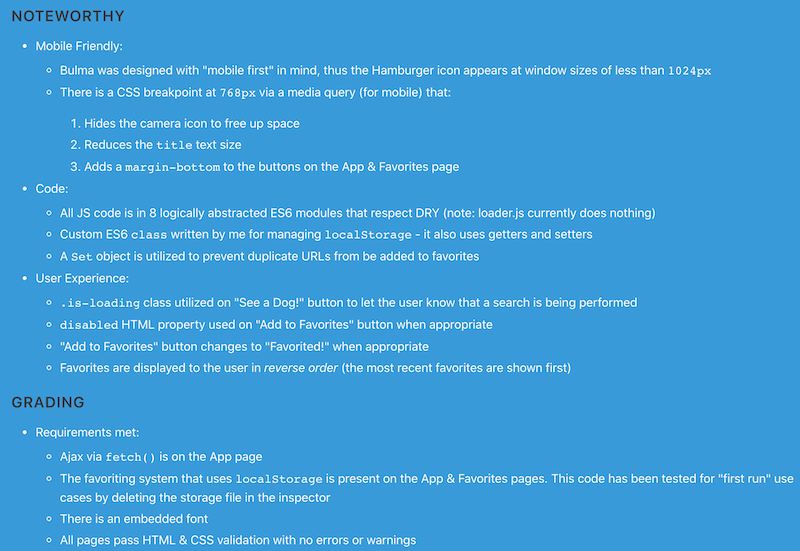 NOTEWORTHY
Mobile Friendly:
Bulma was designed with "mobile first" in mind, thus the Hamburger icon appears at window sizes of less than 1024px
There is a CSS breakpoint at 768px via a media query (for mobile) that:
1. Hides the camera icon to free up space
2. Reduces the title text size
3. Adds a margin-bottom to the buttons on the App & Favorites page
Code:
All JS code is in 8 logically abstracted ES6 modules that respect DRY (note: loader.js currently does nothing)
Custom ES6 class written by me for managing localStorage - it also uses getters and setters
A Set object is utilized to prevent duplicate URLs from be added to favorites
User Experience:
.is-loading class utilized on "See a Dog!" button to let the user know that a search is being performed
disabled HTML property used on "Add to Favorites" button when appropriate
"Add to Favorites" button changes to "Favorited!" when appropriate
Favorites are displayed to the user in reverse order (the most recent favorites are shown first)
GRADING
Requirements met:
Ajax via fetch() is on the App page
The favoriting system that uses localStorage is present on the App & Favorites pages. This code has been tested for "first run" use
cases by deleting the storage file in the inspector
There is an embedded font
All pages pass HTML & CSS validation with no errors or warnings